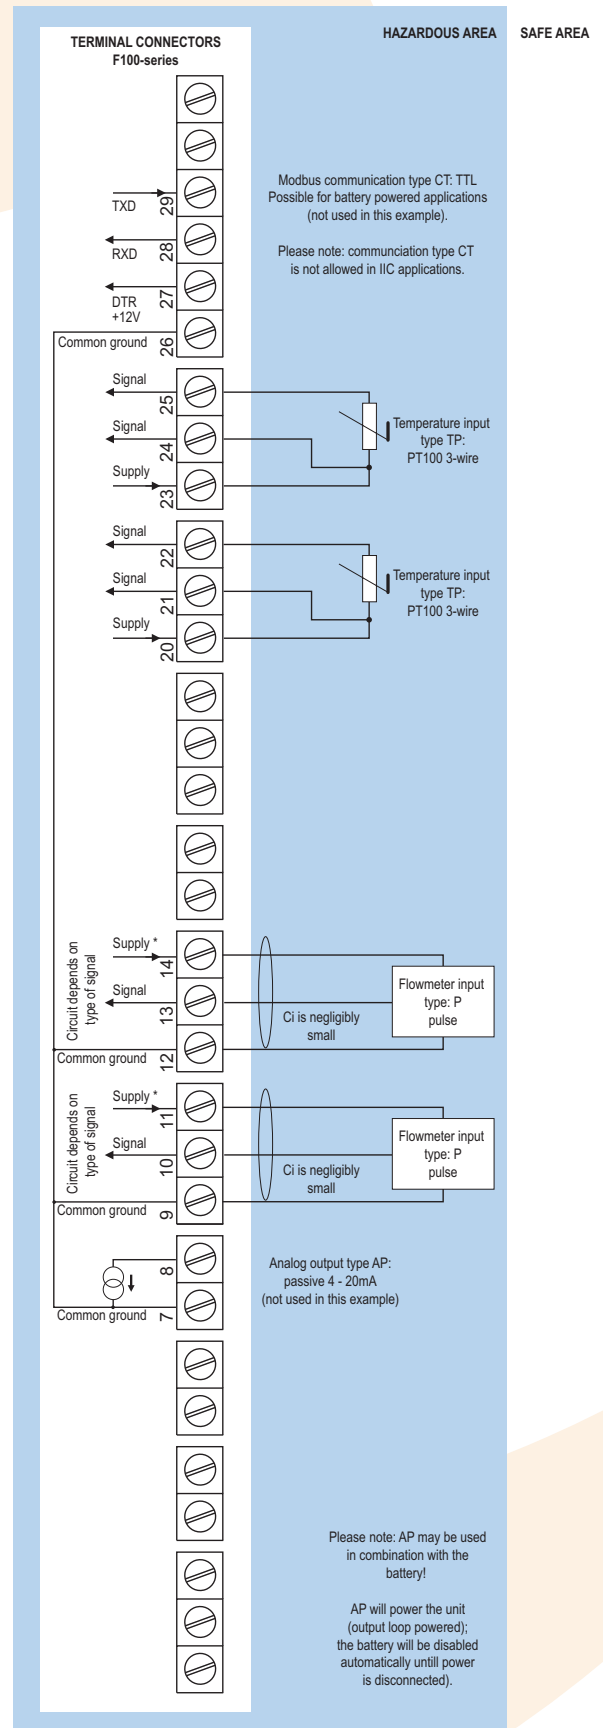 HAZARDOUS AREA
SAFE AREA
TERMINAL CONNECTORS
F100-series
Modbus communication type CT: TTL
Possible for battery powered applications
(not used in this example).
Please note: communciation type CT
is not allowed in IIC applications.
TXD
29
RXD
28
DTR
+12V
27
Common ground
26
Signal
25
Signal
24
Supply
23
Temperature input
type TP:
PT100 3-wire
Signal
22
Signal
21
Supply
20
Temperature input
type TP:
PT100 3-wire
Circuit depends on
type of signal
Supply *
14
Signal
13
Common ground
12
Ci is negligibly
small
Flowmeter input
type: P
pulse
Circuit depends on
type of signal
Supply *
11
Signal
10
Common ground
9
Ci is negligibly
small
Flowmeter input
type: P
pulse
8
Common ground
7
Analog output type AP:
passive 4 - 20mA
(not used in this example)
Please note: AP may be used
in combination with the
battery!
AP will power the unit
(output loop powered);
the battery will be disabled
automatically untill power
is disconnected).